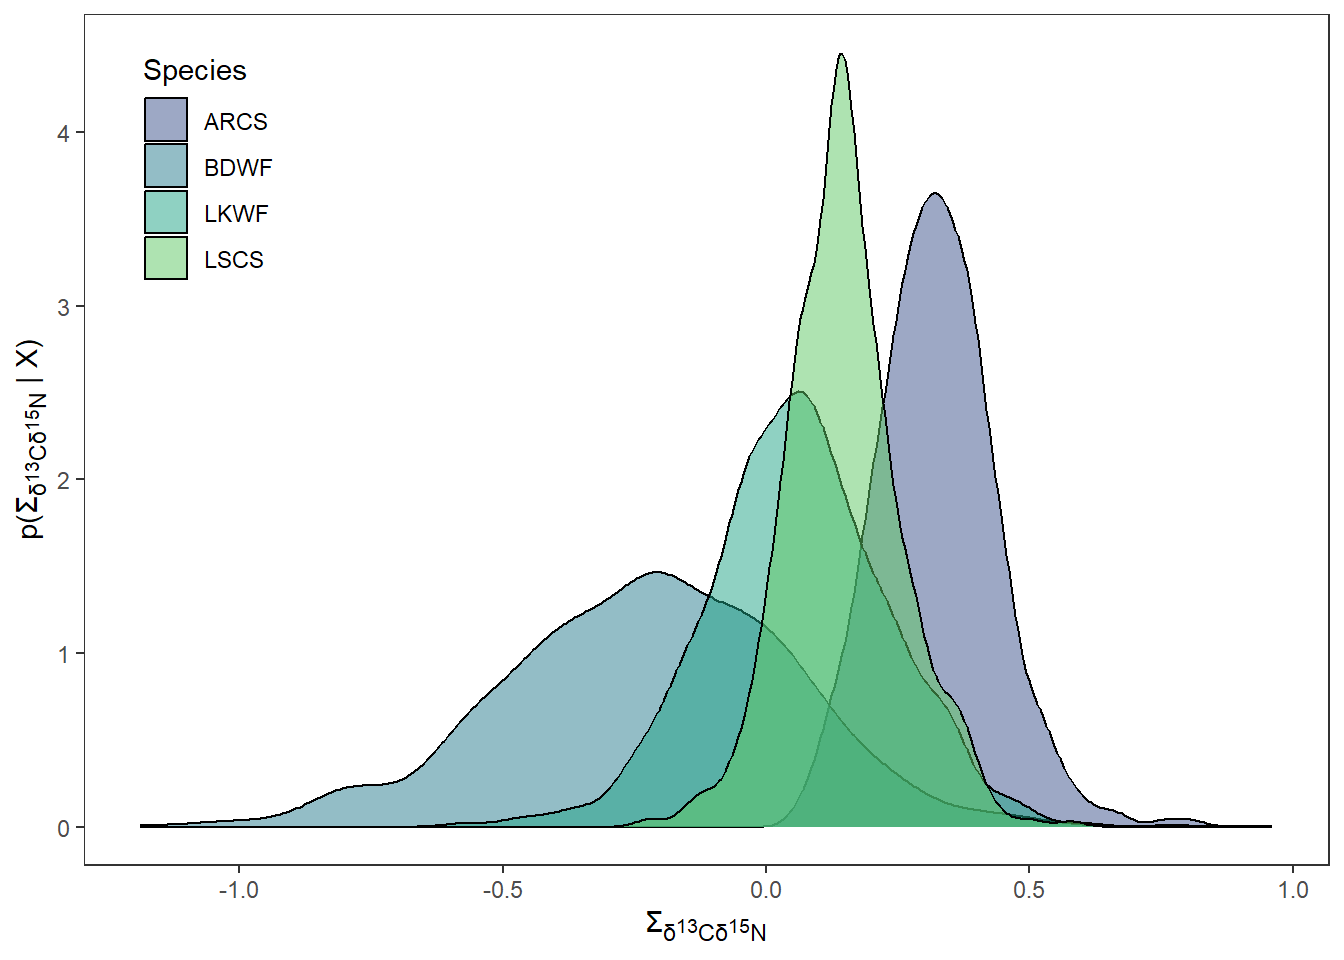 Species
ARCS
BDWF
LKWF
LSCS
4
3
2
1
0
p(Σδ¹³Cδ¹⁵N | X)
-1.0 -0.5 0.0 0.5 1.0
Σδ¹³Cδ¹⁵N